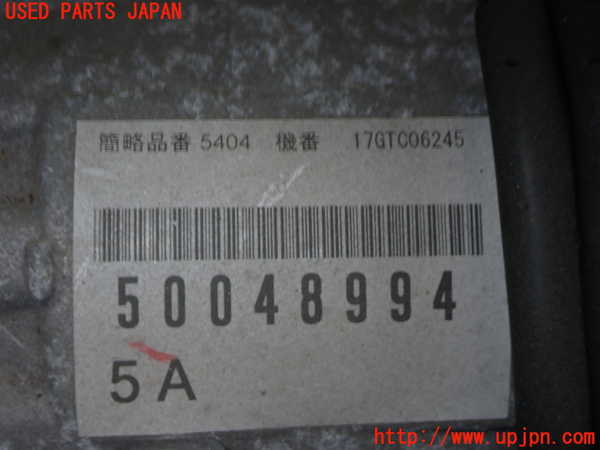 USED PARTS JAPAN
簡略品番 5404 機番 17GTC06245
50048994
5A
http://www.upjpn.com/